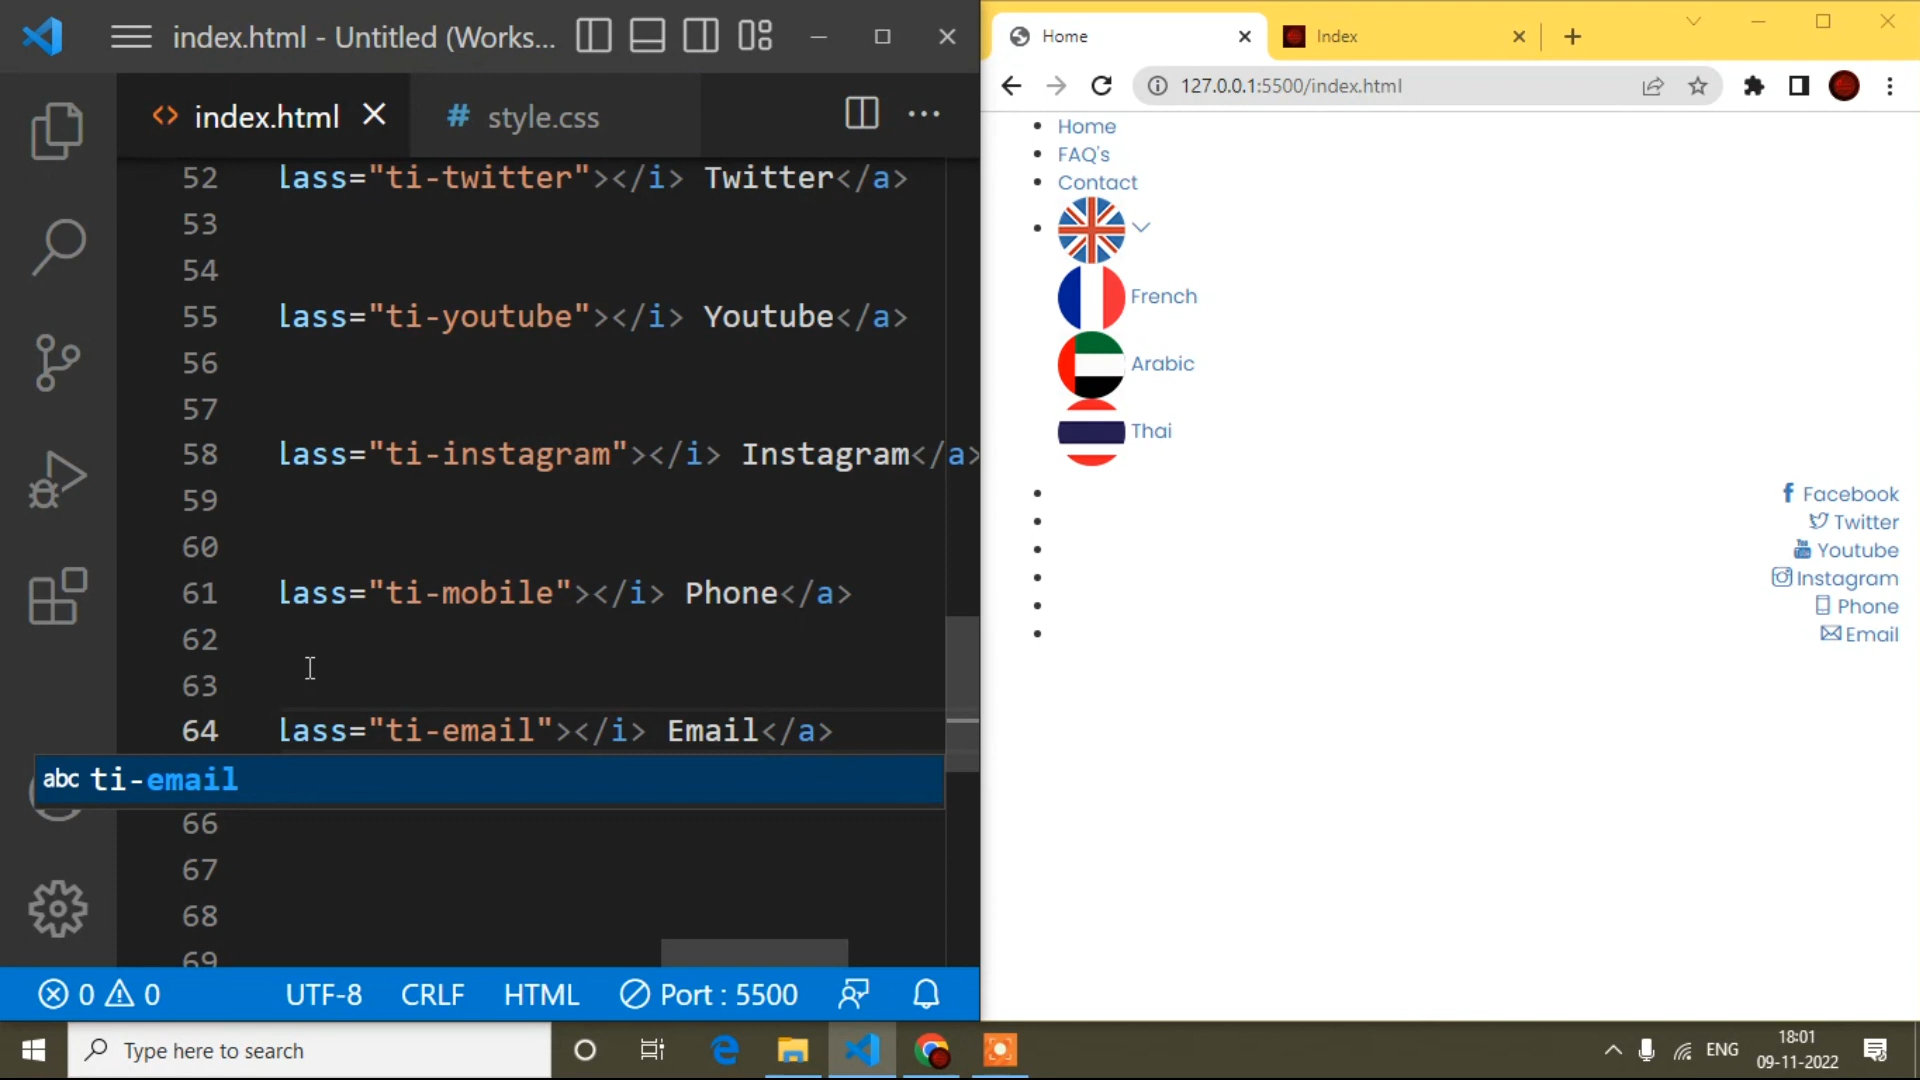 index.html - Untitled (Works...
index.html
# style.css
52 lass="ti-twitter"></i> Twitter</a>
53
54
55 lass="ti-youtube"></i> Youtube</a>
56
57
58 lass="ti-instagram"></i> Instagram</a>
59
60
61 lass="ti-mobile"></i> Phone</a>
62
63
64 lass="ti-email"></i> Email</a>
abc ti-email
66
67
68
69
0 0 UTF-8 CRLF HTML Port : 5500
Home
Index
127.0.0.1:5500/index.html
Home
FAQ's
Contact
French
Arabic
Thai
Facebook
Twitter
Youtube
Instagram
Phone
Email
Type here to search
ENG
18:01
09-11-2022